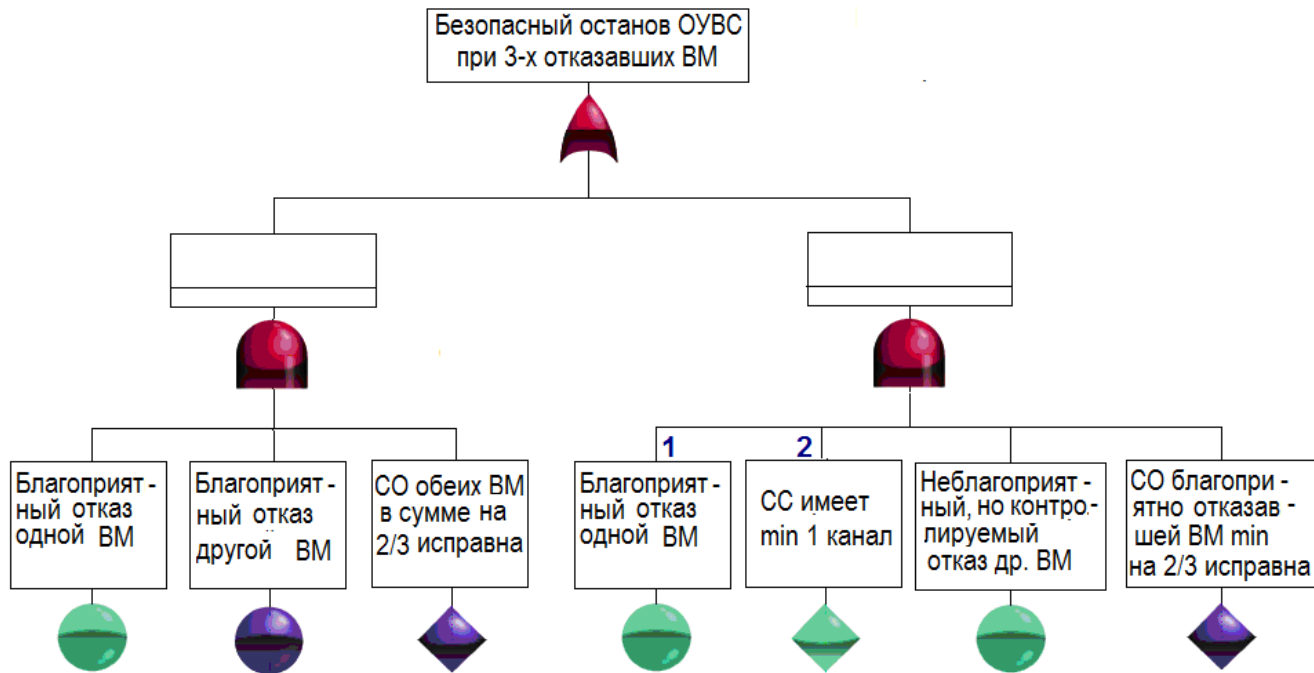 Безопасный останов ОУВС
при 3-х отказавших ВМ
Благоприят -
ный отказ
одной ВМ
Благоприят -
ный отказ
другой ВМ
СО обеих ВМ
в сумме на
2/3 исправна
1
Благоприят -
ный отказ
одной ВМ
2
СС имеет
min 1 канал
Неблагоприят -
ный, но контро-
лируемый
отказ др. ВМ
СО благопри -
ятно отказав -
шей ВМ min
на 2/3 исправна